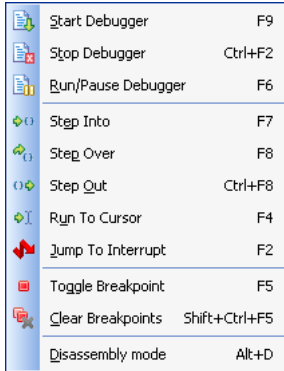 Start Debugger F9
Stop Debugger Ctrl+F2
Run/Pause Debugger F6
Step Into F7
Step Over F8
Step Out Ctrl+F8
Run To Cursor F4
Jump To Interrupt F2
Toggle Breakpoint F5
Clear Breakpoints Shift+Ctrl+F5
Disassembly mode Alt+D